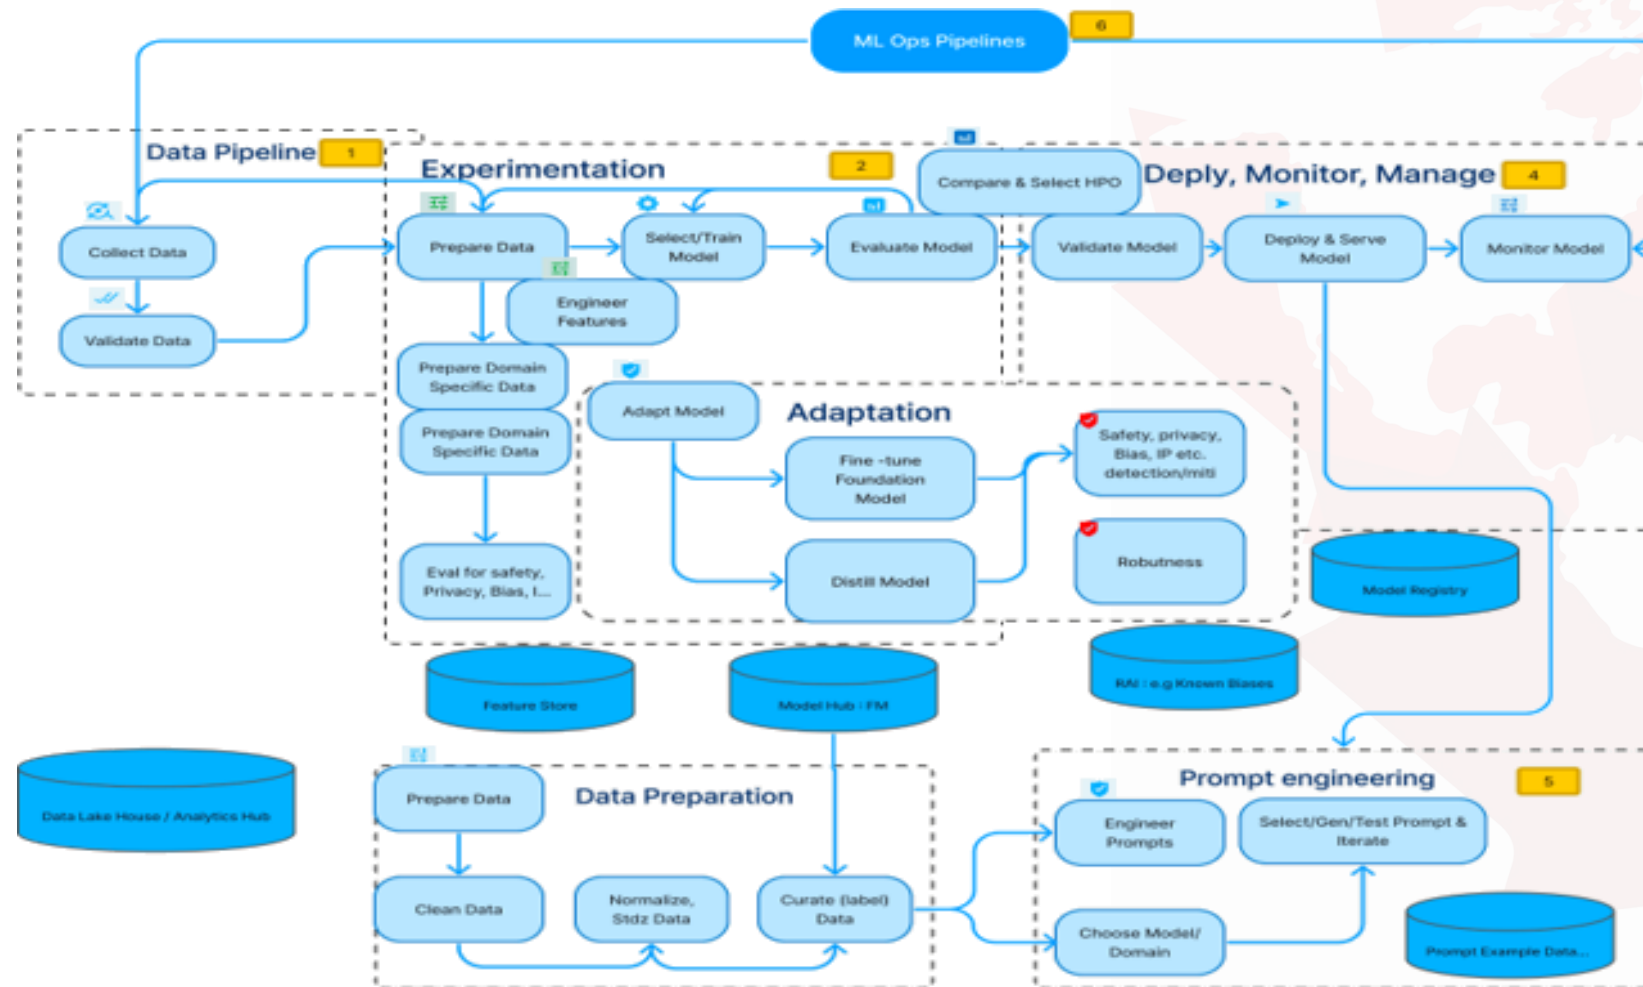 ML Ops Pipelines
6
Data Pipeline
1
Experimentation
2
Compare & Select HPO
Deply, Monitor, Manage
4
Collect Data
Validate Data
Prepare Data
Select/Train
Model
Evaluate Model
Validate Model
Deploy & Serve
Model
Monitor Model
Engineer
Features
Prepare Domain
Specific Data
Prepare Domain
Specific Data
Eval for safety,
Privacy, Bias, I...
Adapt Model
Adaptation
Fine -tune
Foundation
Model
Distill Model
Safety, privacy,
Bias, IP etc.
detection/miti
Robutness
Model Registry
Feature Store
Model Hub : FM
RAI : e.g Known Biases
Data Lake House / Analytics Hub
Prepare Data
Data Preparation
Clean Data
Normalize,
Stdz Data
Curate (label)
Data
Prompt engineering
5
Engineer
Prompts
Select/Gen/Test Prompt &
Iterate
Choose Model/
Domain
Prompt Example Data...